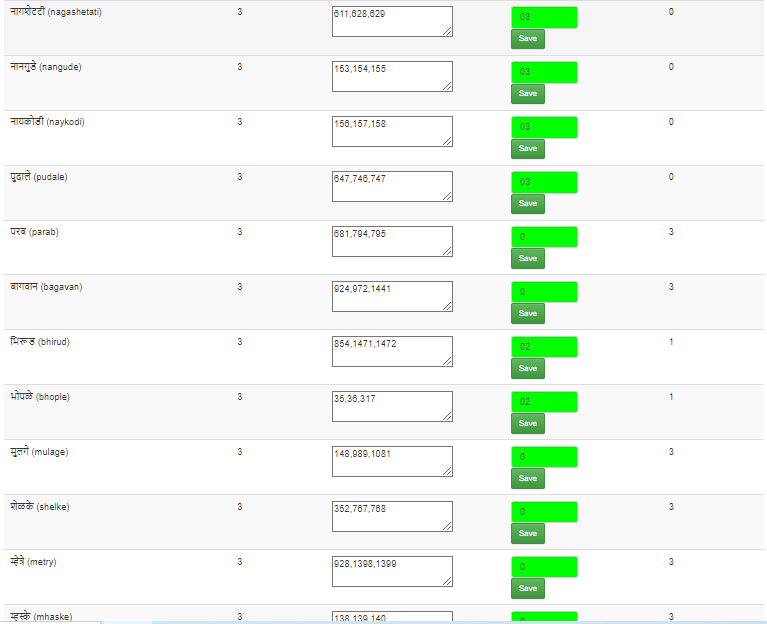 नागशेटटी (nagashetati) 3 611,628,629 03 0
Save
नानगुडे (nangude) 3 153,154,155 03 0
Save
नायकोडी (naykodi) 3 156,157,158 03 0
Save
पुढाले (pudale) 3 647,746,747 03 0
Save
परब (parab) 3 681,794,795 0 3
Save
बागवान (bagavan) 3 924,972,1441 0 3
Save
भिरूड (bhirud) 3 854,1471,1472 02 1
Save
भोपळे (bhople) 3 35,36,317 02 1
Save
मुलगे (mulage) 3 148,989,1081 0 3
Save
शेळके (shelke) 3 352,767,768 0 3
Save
म्हेत्रे (metry) 3 928,1398,1399 0 3
Save
म्हस्के (mhaske) 3 138,139,140 3